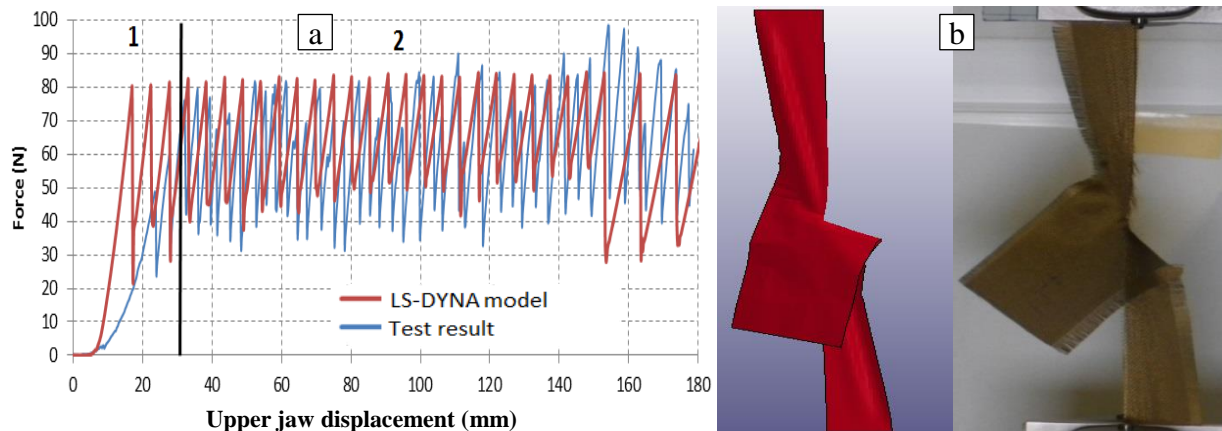 100
90
80
70
60
50
40
30
20
10
0
Force (N)
1
a
2
b
LS-DYNA model
Test result
0 20 40 60 80 100 120 140 160 180
Upper jaw displacement (mm)